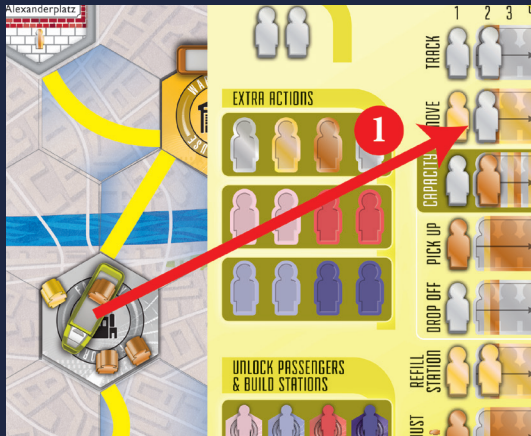 Alexanderplatz
1 2 3
TRACK
EXTRA ACTIONS
1
CAPACITY
PICK UP
DROP OFF
REFILL
STATION
UNLOCK PASSENGERS
& BUILD STATIONS